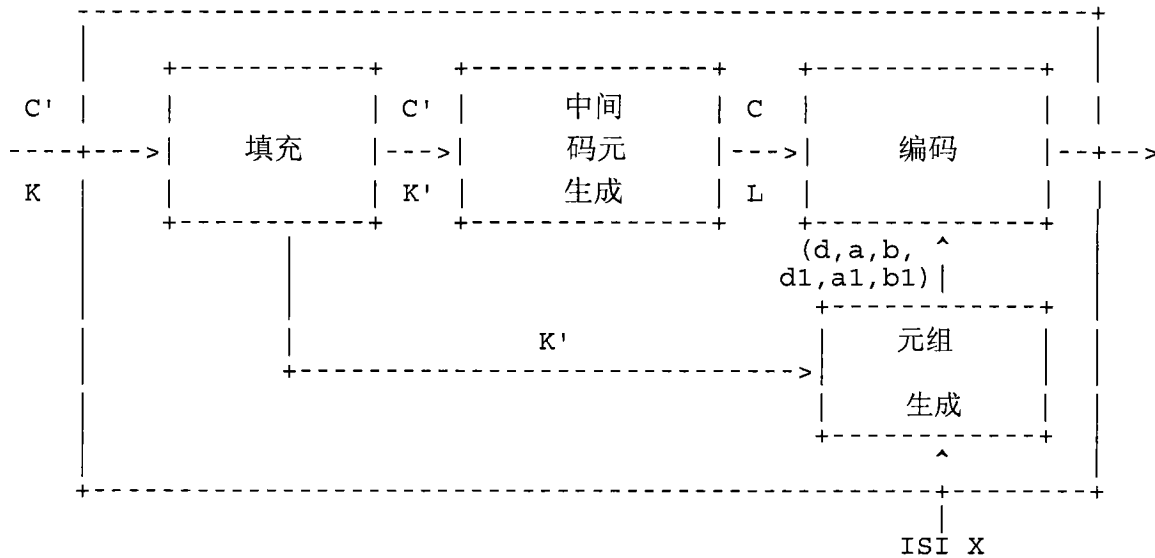 C' C' 中间 C
填充 码元 编码
K K' 生成 L
(d,a,b,
d1,a1,b1)
K' 元组
生成
ISI X